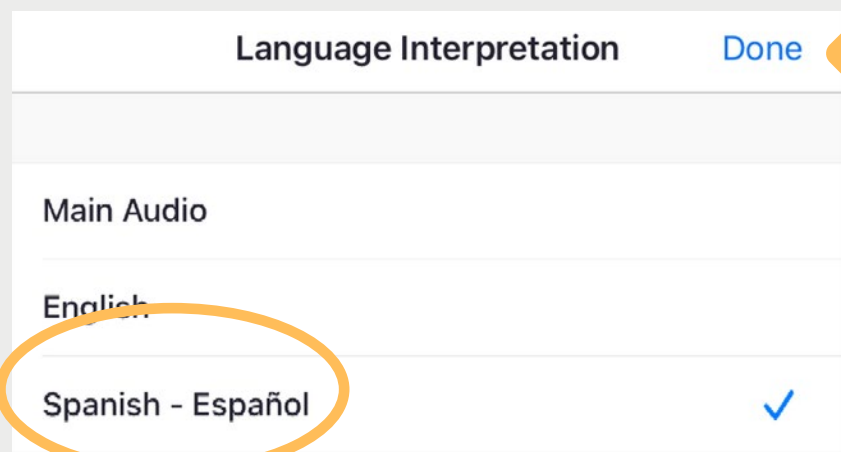 Language Interpretation Done
Main Audio
English
Spanish - Español